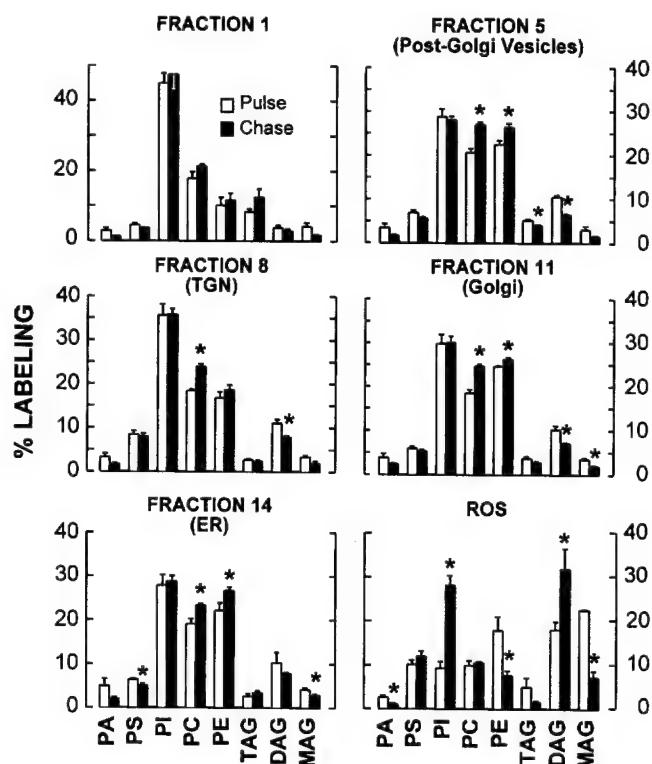 FRACTION 1
40
20
0
Pulse
Chase
FRACTION 5
(Post-Golgi Vesicles)
* *
* *
40
30
20
10
0
% LABELING
FRACTION 8
(TGN)
40
30
20
10
0
*
*
FRACTION 11
(Golgi)
* *
* *
40
30
20
10
0
FRACTION 14
(ER)
40
30
20
10
0
* * * *
PA PS PI PC PE TAG DAG MAG
ROS
* * * * *
40
30
20
10
0
PA PS PI PC PE TAG DAG MAG